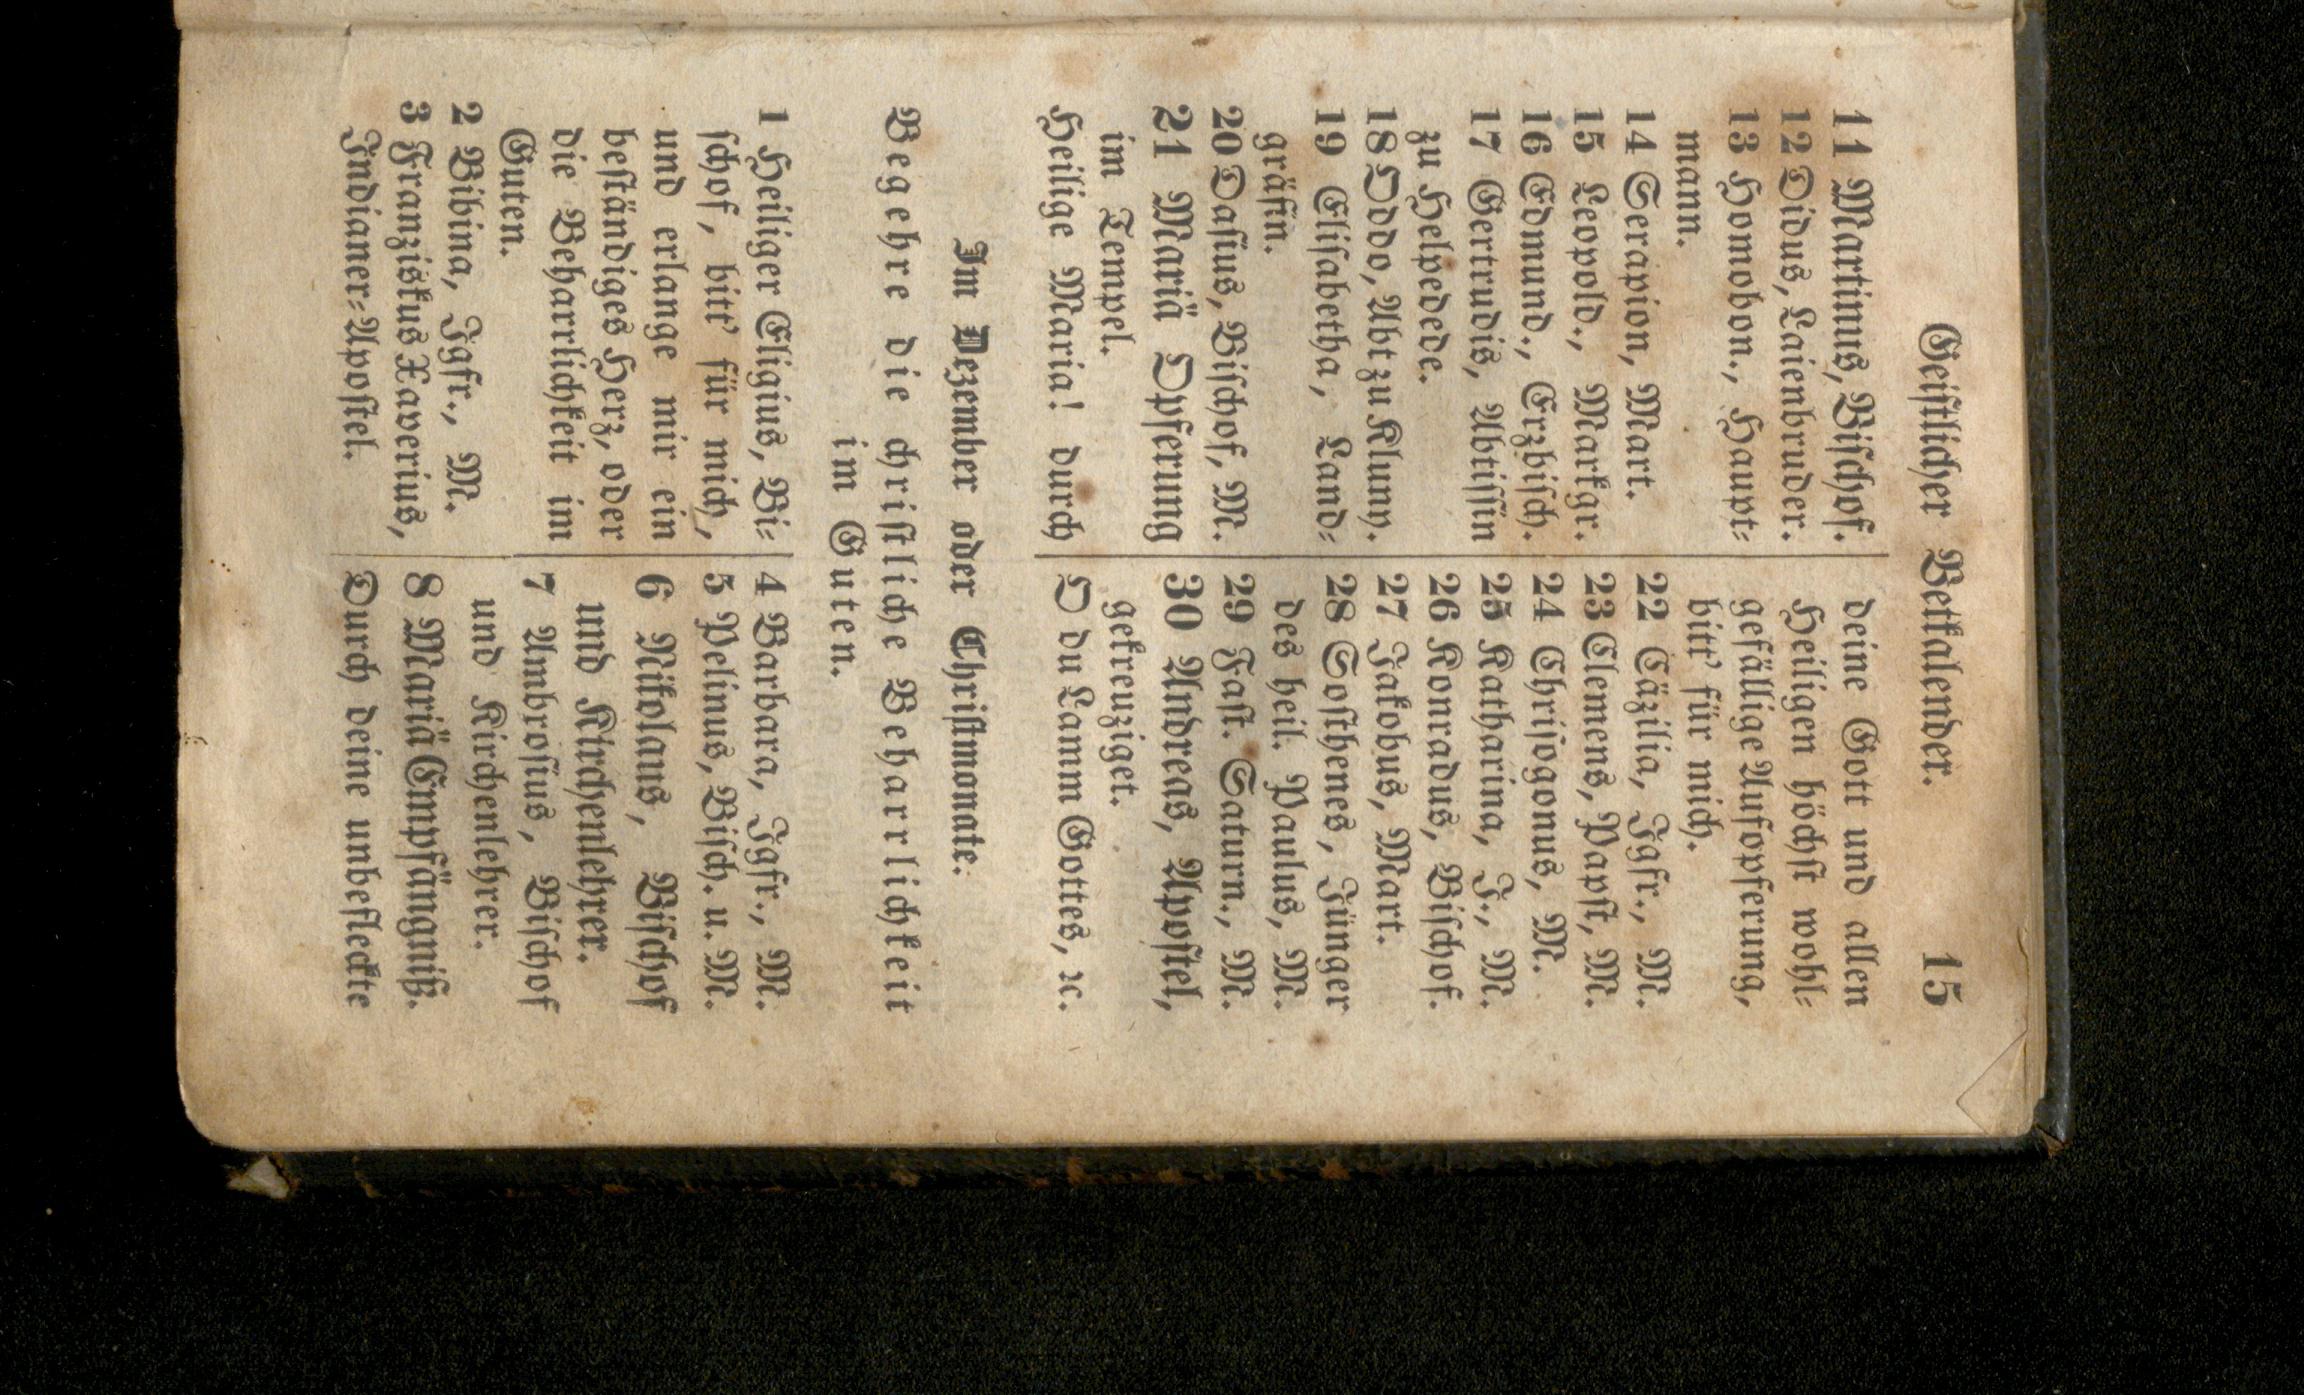 Geistlicher Betkalender. 15
11 Martinus, Bischof.
12 Didus, Laienbruder.
13 Homobon., Haupt-
mann.
14 Serapion, Mart.
15 Leopold., Markgr.
16 Edmund., Erzbisch.
17 Gertrudis, Abtissin
zu Helpedede.
18 Oddo, Abt zu Kluny.
19 Elisabetha, Land-
gräfin.
20 Dasius, Bischof, M.
21 Mariä Opferung
im Tempel.
Heilige Maria! durch
deine Gott und allen
Heiligen höchst wohl-
gefällige Aufopferung,
bitt' für mich.
22 Cäzilia, Jgfr., M.
23 Clemens, Papst, M.
24 Chrisogonus, M.
25 Katharina, J., M.
26 Konradus, Bischof.
27 Jakobus, Mart.
28 Sosthenes, Jünger
des heil. Paulus, M.
29 Fast. Saturn., M.
30 Andreas, Apostel,
gekreuziget.
O du Lamm Gottes, ꝛc.
Im Dezember oder Christmonate.
Begehre die christliche Beharrlichkeit
im Guten.
1 Heiliger Eligius, Bi-
schof, bitt' für mich,
und erlange mir ein
beständiges Herz, oder
die Beharrlichkeit im
Guten.
2 Bibina, Jgfr., M.
3 Franziskus Xaverius,
Indianer-Apostel.
4 Barbara, Jgfr., M.
5 Pelinus, Bisch. u. M.
6 Nikolaus, Bischof
und Kirchenlehrer.
7 Ambrosius, Bischof
und Kirchenlehrer.
8 Mariä Empfängniß.
Durch deine unbefleckte